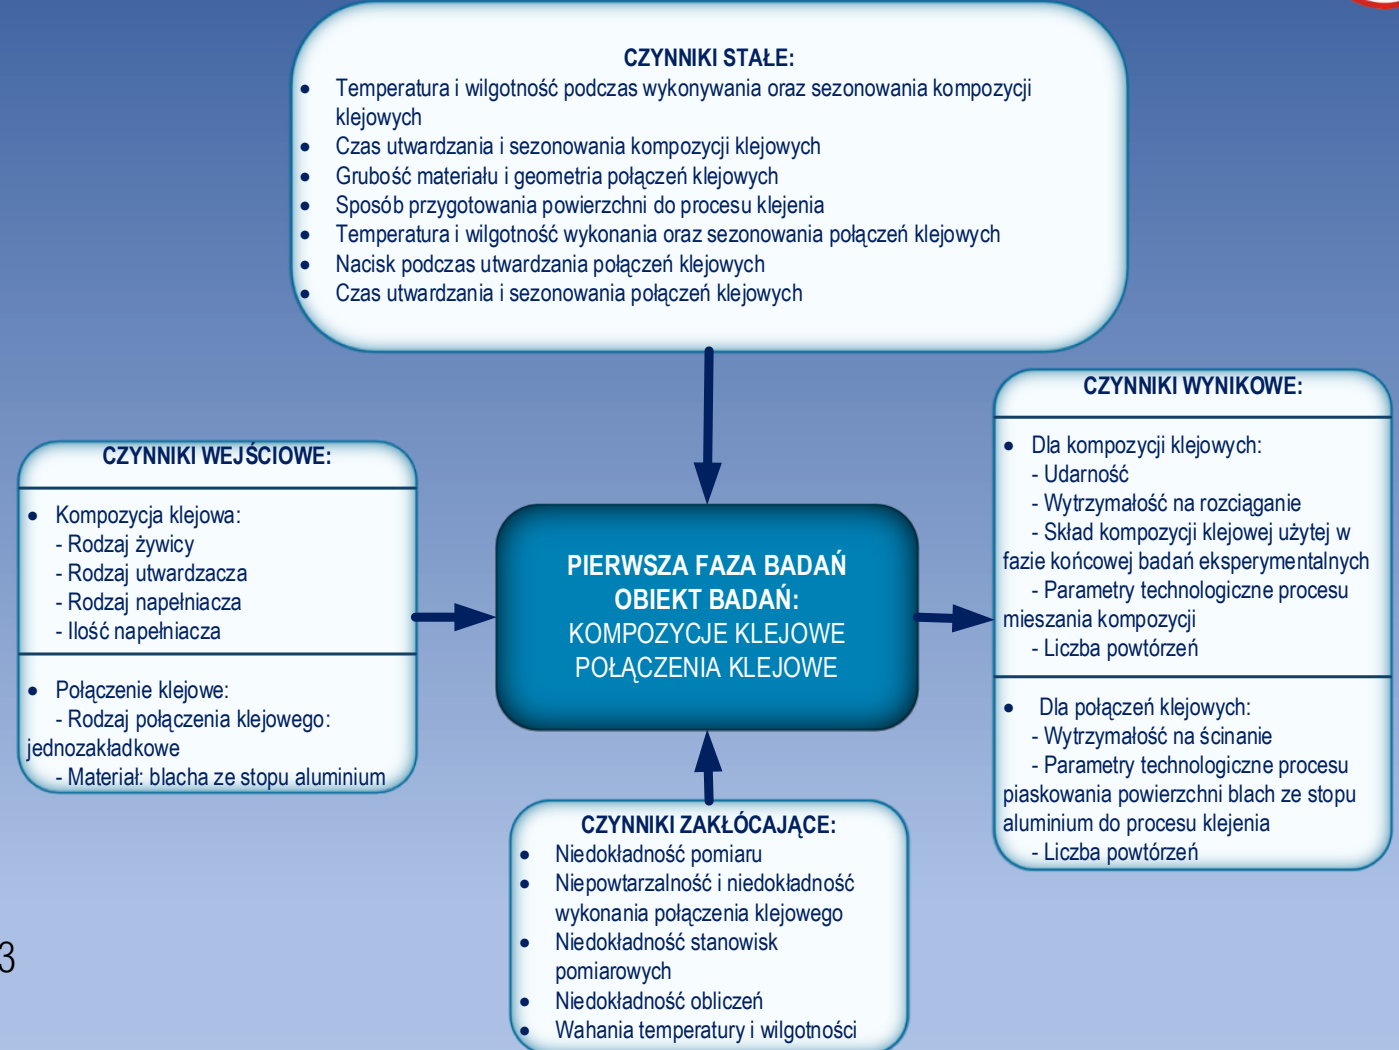 CZYNNIKI STAŁE:
• Temperatura i wilgotność podczas wykonywania oraz sezonowania kompozycji
klejowych
• Czas utwardzania i sezonowania kompozycji klejowych
• Grubość materiału i geometria połączeń klejowych
• Sposób przygotowania powierzchni do procesu klejenia
• Temperatura i wilgotność wykonania oraz sezonowania połączeń klejowych
• Nacisk podczas utwardzania połączeń klejowych
• Czas utwardzania i sezonowania połączeń klejowych
CZYNNIKI WEJŚCIOWE:
• Kompozycja klejowa:
- Rodzaj żywicy
- Rodzaj utwardzacza
- Rodzaj napełniacza
- Ilość napełniacza
• Połączenie klejowe:
- Rodzaj połączenia klejowego:
jednozakładkowe
- Materiał: blacha ze stopu aluminium
PIERWSZA FAZA BADAŃ
OBIEKT BADAŃ:
KOMPOZYCJE KLEJOWE
POŁĄCZENIA KLEJOWE
CZYNNIKI WYNIKOWE:
• Dla kompozycji klejowych:
- Udarność
- Wytrzymałość na rozciąganie
- Skład kompozycji klejowej użytej w
fazie końcowej badań eksperymentalnych
- Parametry technologiczne procesu
mieszania kompozycji
- Liczba powtórzeń
• Dla połączeń klejowych:
- Wytrzymałość na ścinanie
- Parametry technologiczne procesu
piaskowania powierzchni blach ze stopu
aluminium do procesu klejenia
- Liczba powtórzeń
CZYNNIKI ZAKŁÓCAJĄCE:
• Niedokładność pomiaru
• Niepowtarzalność i niedokładność
wykonania połączenia klejowego
• Niedokładność stanowisk
pomiarowych
• Niedokładność obliczeń
• Wahania temperatury i wilgotności
3